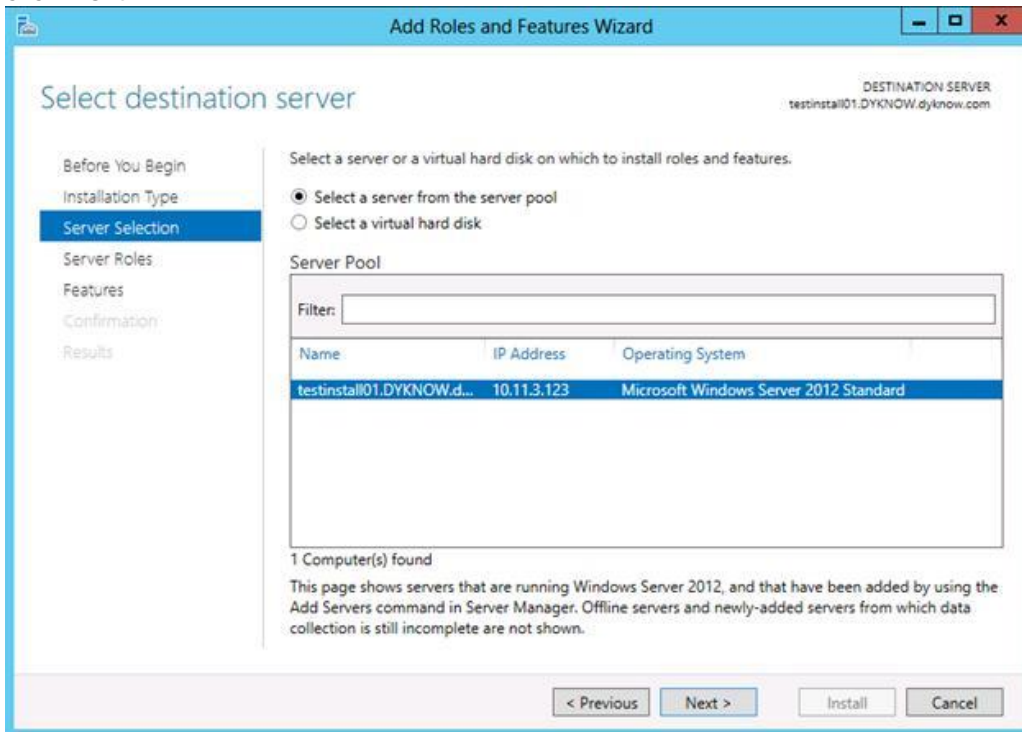 Add Roles and Features Wizard
Select destination server
DESTINATION SERVER
testinstall01.DYKNOW.dyknow.com
Before You Begin
Installation Type
Server Selection
Server Roles
Features
Confirmation
Results
Select a server or a virtual hard disk on which to install roles and features.
Select a server from the server pool
Select a virtual hard disk
Server Pool
Filter:
Name IP Address Operating System
testinstall01.DYKNOW.d... 10.11.3.123 Microsoft Windows Server 2012 Standard
1 Computer(s) found
This page shows servers that are running Windows Server 2012, and that have been added by using the
Add Servers command in Server Manager. Offline servers and newly-added servers from which data
collection is still incomplete are not shown.
< Previous Next > Install Cancel